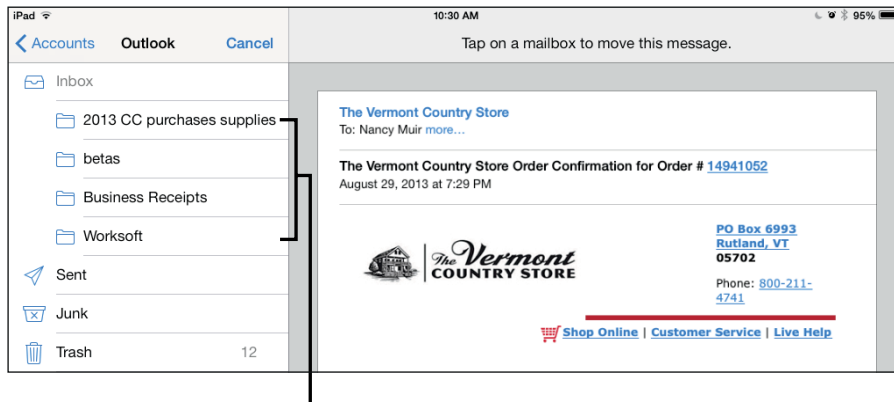 iPad 10:30 AM 95%
Accounts Outlook Cancel Tap on a mailbox to move this message.
Inbox
2013 CC purchases supplies
betas
Business Receipts
Worksoft
Sent
Junk
Trash 12
The Vermont Country Store
To: Nancy Muir more...
The Vermont Country Store Order Confirmation for Order # 14941052
August 29, 2013 at 7:29 PM
The Vermont
COUNTRY STORE
PO Box 6993
Rutland, VT
05702
Phone: 800-211-
4741
Shop Online | Customer Service | Live Help